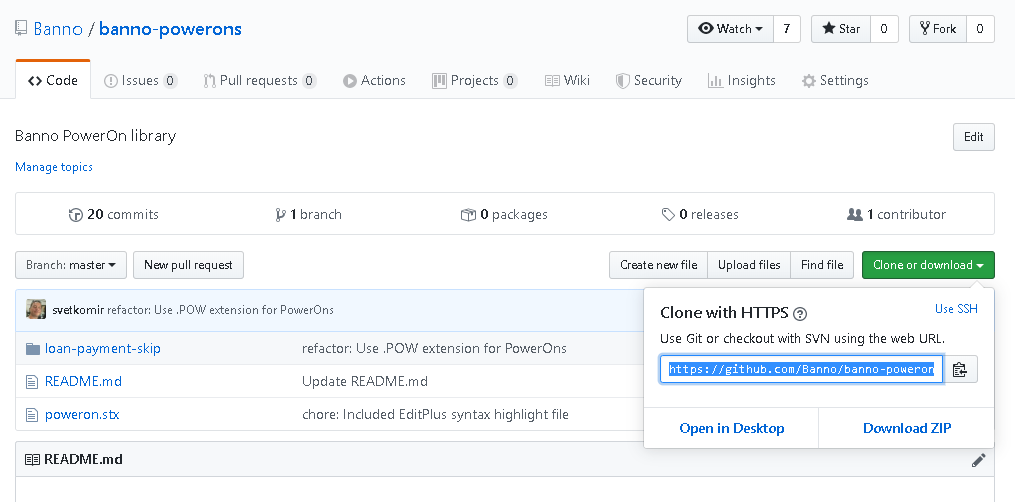 Banno / banno-powerons
Watch 7 Star 0 Fork 0
Code Issues 0 Pull requests 0 Actions Projects 0 Wiki Security Insights Settings
Banno PowerOn library
Edit
Manage topics
20 commits 1 branch 0 packages 0 releases 1 contributor
Branch: master New pull request Create new file Upload files Find file Clone or download
svetkomir refactor: Use .POW extension for PowerOns
loan-payment-skip refactor: Use .POW extension for PowerOns
README.md Update README.md
poweron.stx chore: Included EditPlus syntax highlight file
Clone with HTTPS ? Use SSH
Use Git or checkout with SVN using the web URL.
https://github.com/Banno/banno-poweron
Open in Desktop Download ZIP
README.md